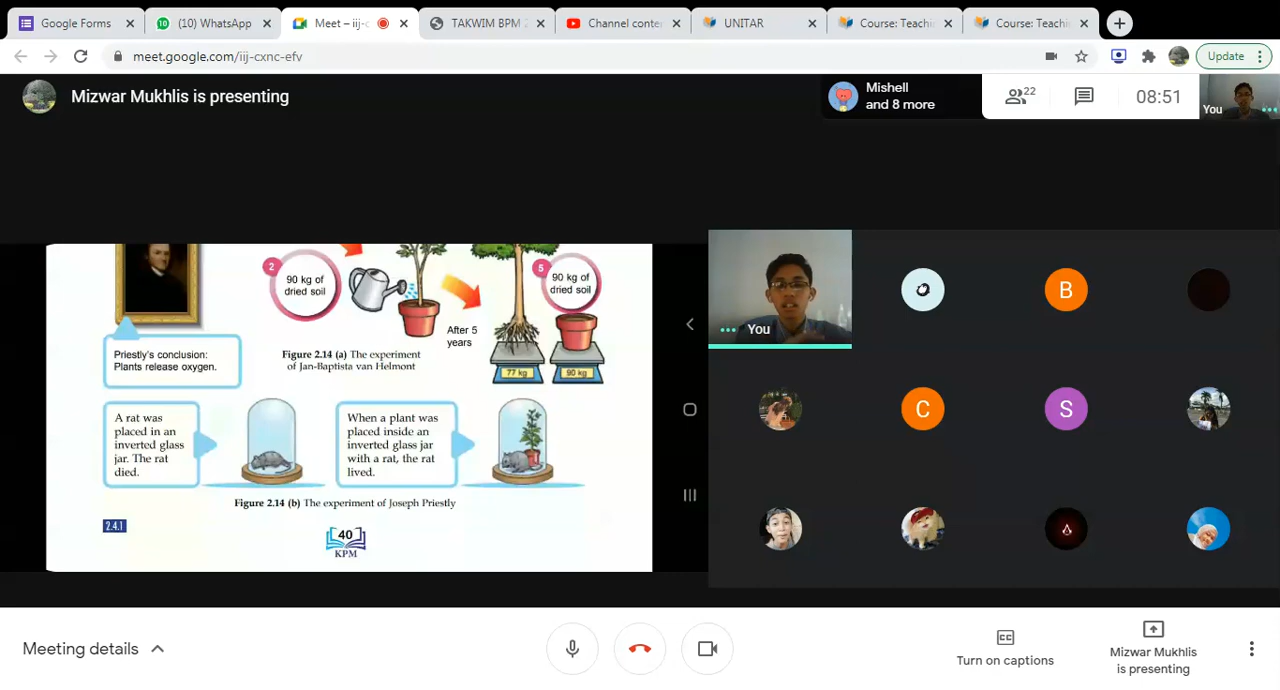 Google Forms
(10) WhatsApp
Meet – iij-c
TAKWIM BPM 2
Channel conte
UNITAR
Course: Teachi
Course: Teachi
meet.google.com/iij-cxnc-efv
Update
Mizwar Mukhlis is presenting
Mishell
and 8 more
22
08:51
You
2
90 kg of
dried soil
5
90 kg of
dried soil
After 5
years
77 kg
90 kg
Priestly's conclusion:
Plants release oxygen.
Figure 2.14 (a) The experiment
of Jan-Baptista van Helmont
A rat was
placed in an
inverted glass
jar. The rat
died.
When a plant was
placed inside an
inverted glass jar
with a rat, the rat
lived.
Figure 2.14 (b) The experiment of Joseph Priestly
2.4.1
40
KPM
You
B
C
S
Meeting details
CC
Turn on captions
Mizwar Mukhlis
is presenting